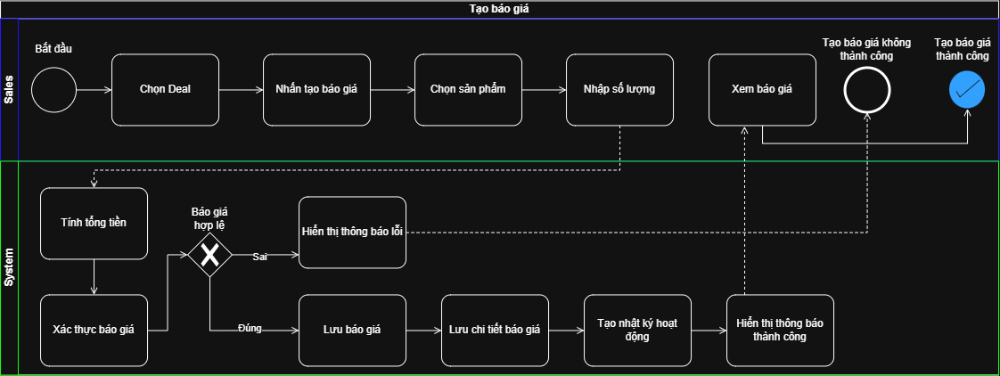 Tạo báo giá
Sales
Bắt đầu
Chọn Deal
Nhấn tạo báo giá
Chọn sản phẩm
Nhập số lượng
Xem báo giá
Tạo báo giá không
thành công
Tạo báo giá
thành công
System
Tính tổng tiền
Báo giá
hợp lệ
Hiển thị thông báo lỗi
Sai
Xác thực báo giá
Đúng
Lưu báo giá
Lưu chi tiết báo giá
Tạo nhật ký hoạt
động
Hiển thị thông báo
thành công